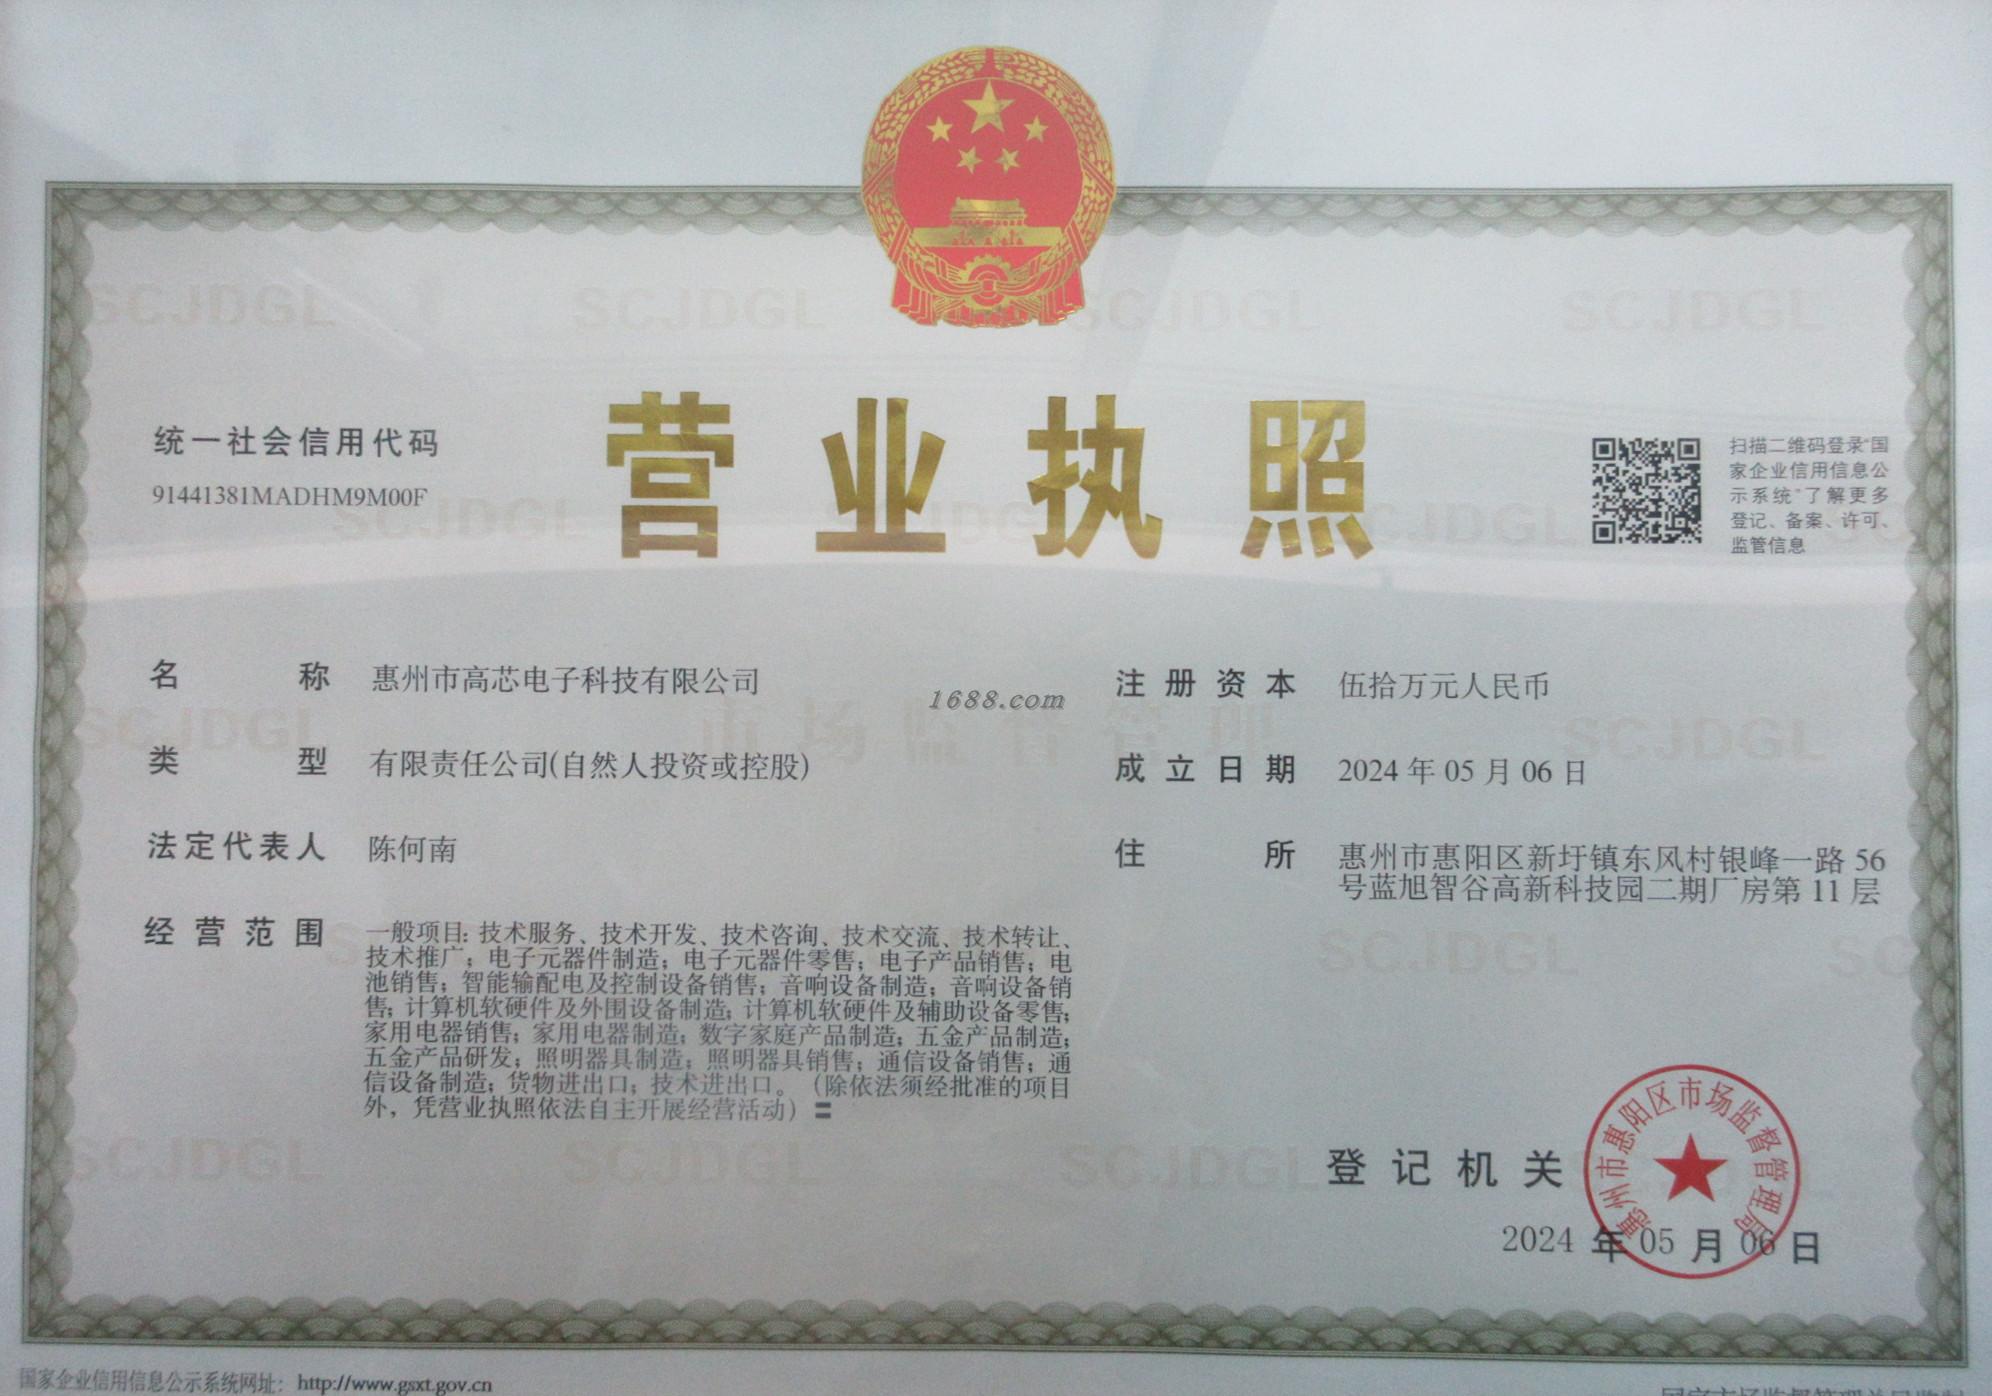 营业执照
统一社会信用代码
91441381MADHM9M00F
扫描二维码登录“国
家企业信用信息公
示系统”了解更多
登记、备案、许可、
监管信息
名称 惠州市高芯电子科技有限公司
类型 有限责任公司(自然人投资或控股)
法定代表人 陈何南
经营范围 一般项目：技术服务、技术开发、技术咨询、技术交流、技术转让、
技术推广；电子元器件制造；电子元器件零售；电子产品销售；电
池销售；智能输配电及控制设备销售；音响设备制造；音响设备销
售；计算机软硬件及外围设备制造；计算机软硬件及辅助设备零售；
家用电器销售；家用电器制造；数字家庭产品制造；五金产品制造；
五金产品研发；照明器具制造；照明器具销售；通信设备销售；通
信设备制造；货物进出口；技术进出口。（除依法须经批准的项目
外，凭营业执照依法自主开展经营活动）〓
注册资本 伍拾万元人民币
成立日期 2024年05月06日
住所 惠州市惠阳区新圩镇东风村银峰一路56
号蓝旭智谷高新科技园二期厂房第11层
1688.com
市场监督管理
SCJDGL
登记机关
惠州市惠阳区市场监督管理局
2024年05月06日
国家企业信用信息公示系统网址：http://www.gsxt.gov.cn